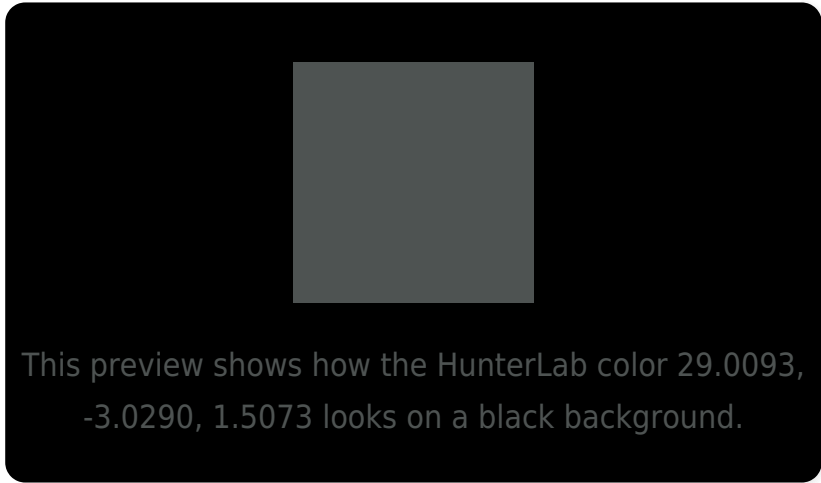 This preview shows how the HunterLab color 29.0093,
-3.0290, 1.5073 looks on a black background.